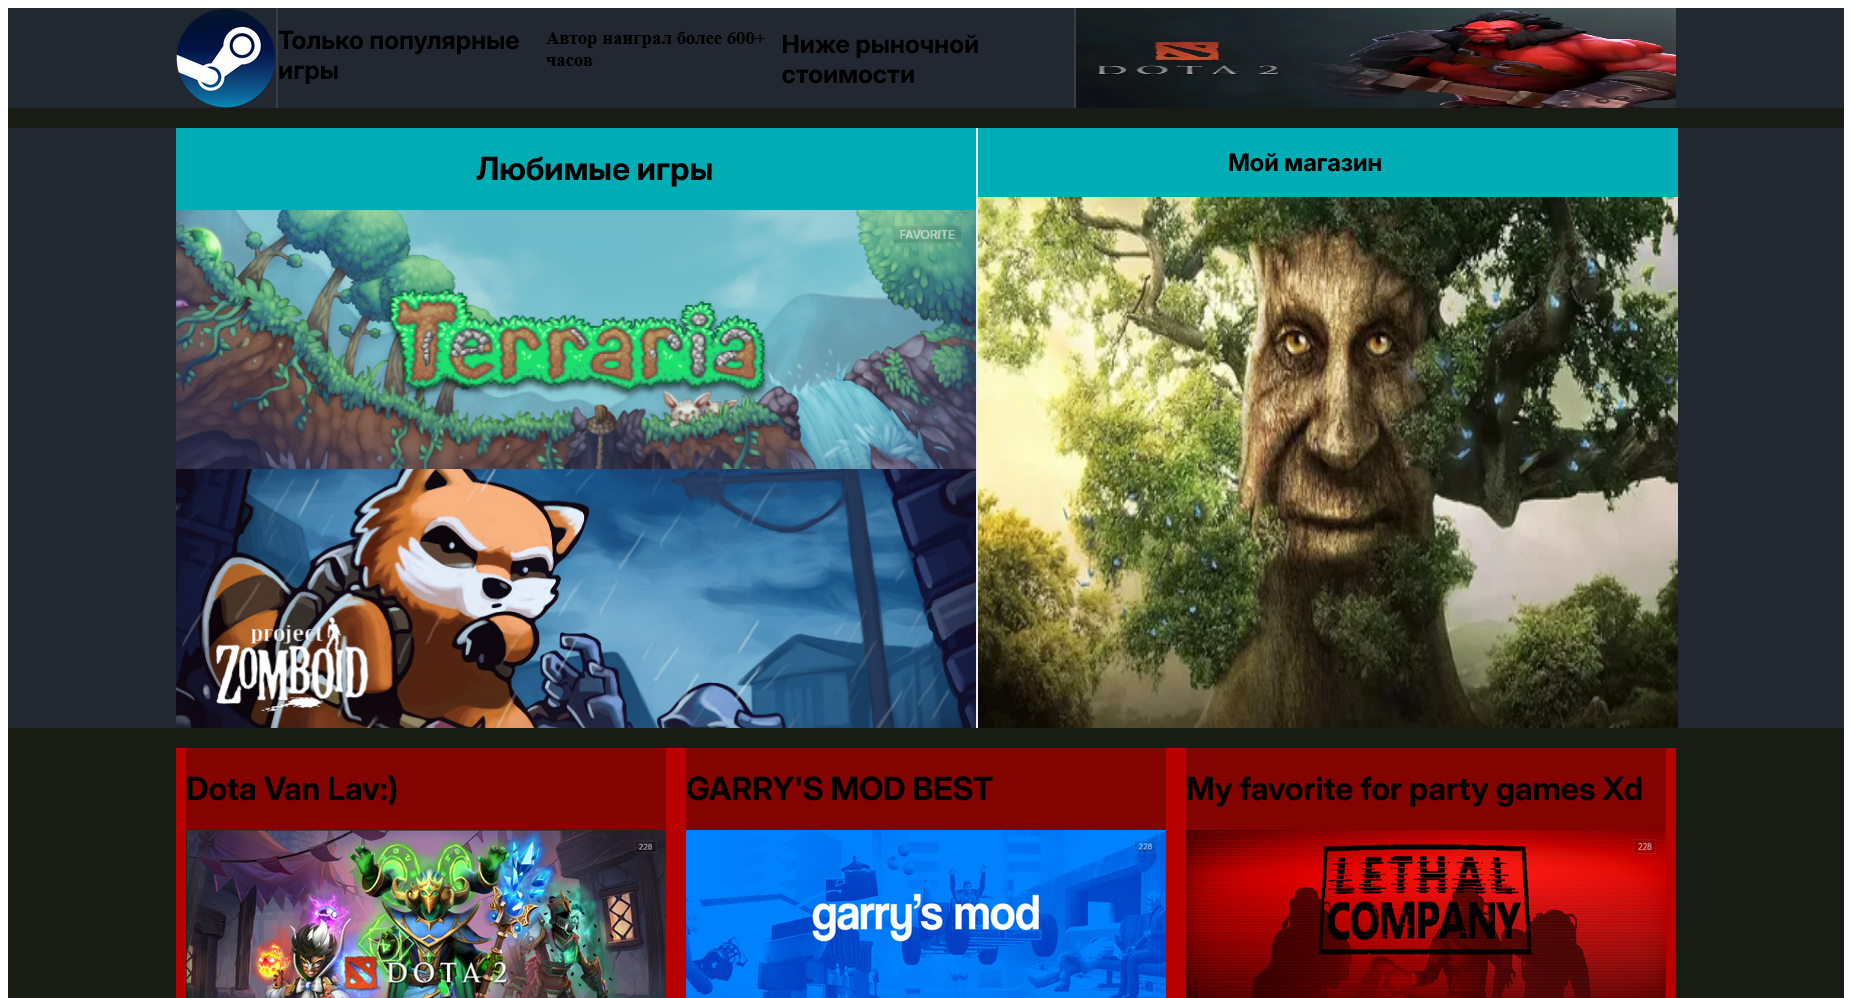 Только популярные
игры
Автор наиграл более 600+
часов
Ниже рыночной
стоимости
DOTA 2
Любимые игры
Мой магазин
FAVORITE
Terraria
project
ZOMBOID
Dota Van Lav:)
GARRY'S MOD BEST
My favorite for party games Xd
228
228
228
DOTA 2
garry's mod
LETHAL
COMPANY